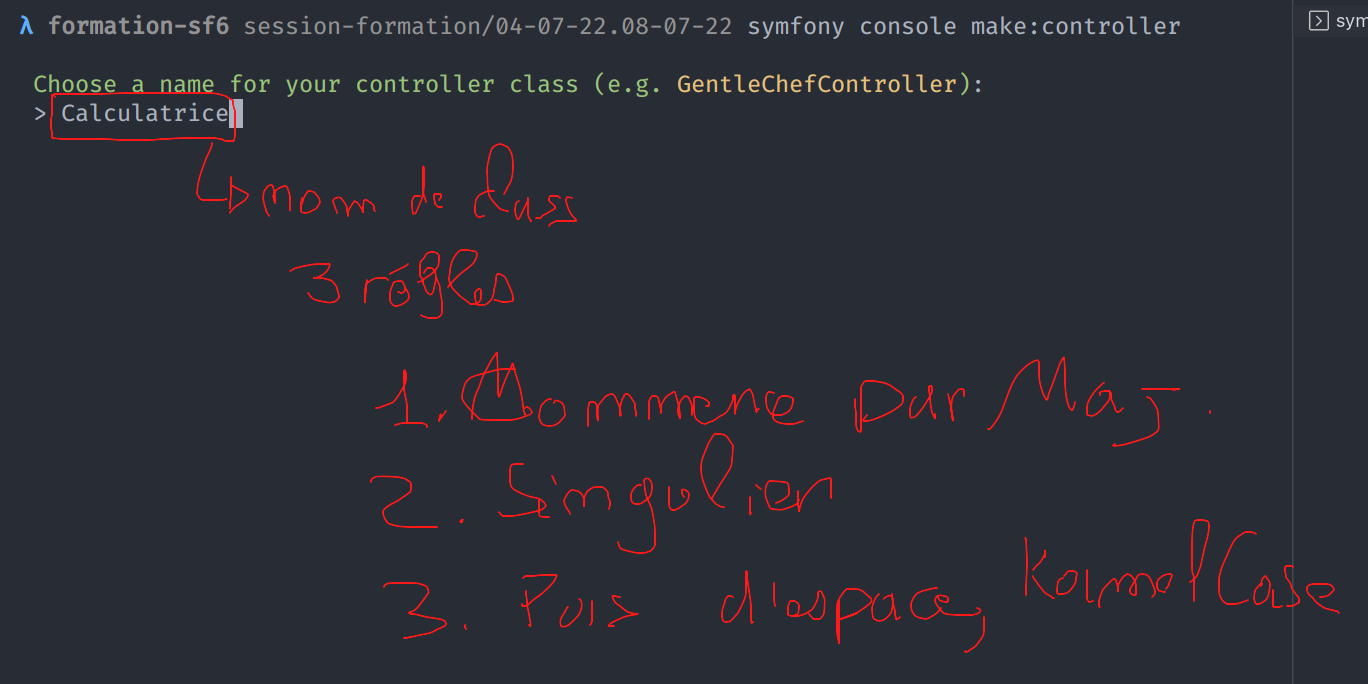 λ formation-sf6 session-formation/04-07-22.08-07-22 symfony console make:controller
sym
Choose a name for your controller class (e.g. GentleChefController):
> Calculatrice
nom de Class
3 régles
1. Commence par Maj.
2. Singulier
3. Pas d'espace, KamelCase